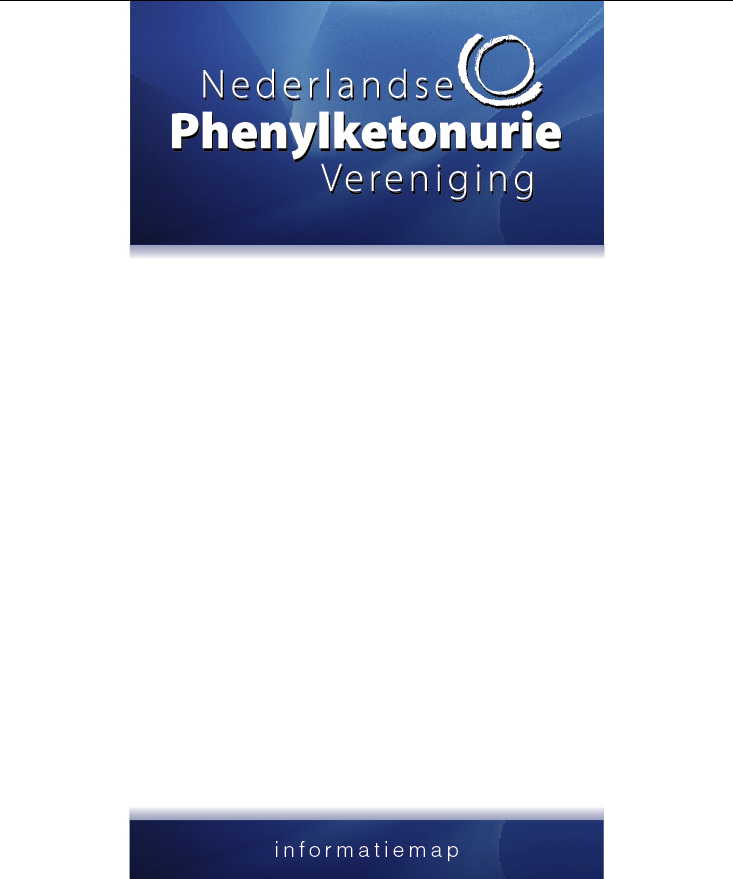 Nederlandse
Phenylketonurie
Vereniging
informatiemap